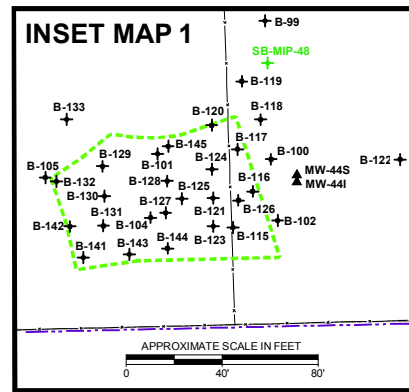 INSET MAP 1
B-99
SB-MIP-48
B-119
B-133
B-120
B-118
B-117
B-145
B-129
B-101
B-124
B-100
B-122
B-105
B-132
B-128
MW-44S
MW-44I
B-130
B-125
B-116
B-127
B-131
B-104
B-121
B-126
B-102
B-142
B-123
B-115
B-141
B-143
B-144
APPROXIMATE SCALE IN FEET
0 40 80'